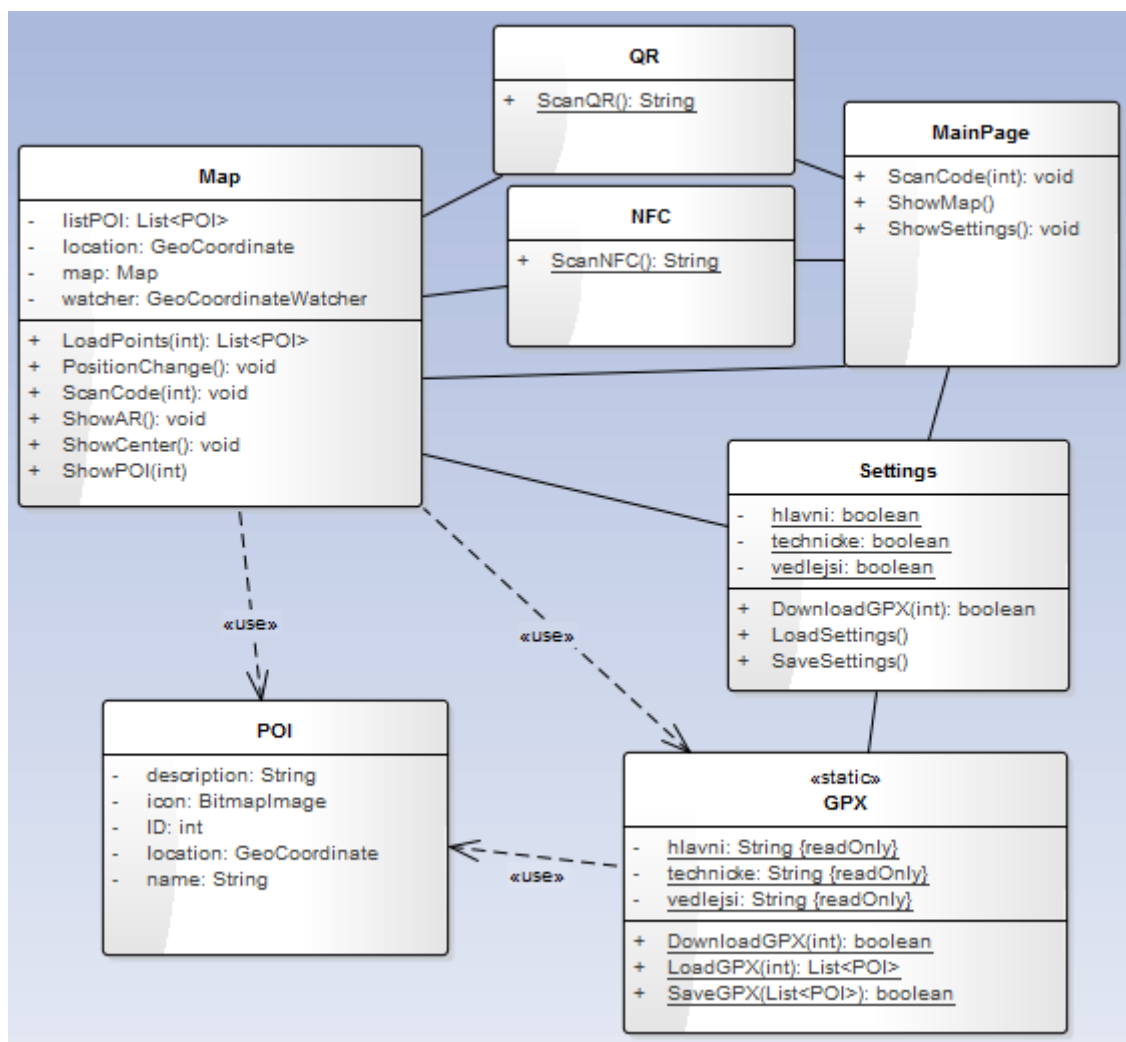 QR
+ ScanQR(): String
MainPage
+ ScanCode(int): void
+ ShowMap()
+ ShowSettings(): void
Map
- listPOI: List<POI>
- location: GeoCoordinate
- map: Map
- watcher: GeoCoordinateWatcher
+ LoadPoints(int): List<POI>
+ PositionChange(): void
+ ScanCode(int): void
+ ShowAR(): void
+ ShowCenter(): void
+ ShowPOI(int)
NFC
+ ScanNFC(): String
Settings
- hlavni: boolean
- technicke: boolean
- vedlejsi: boolean
+ DownloadGPX(int): boolean
+ LoadSettings()
+ SaveSettings()
«use»
«use»
POI
- description: String
- icon: BitmapImage
- ID: int
- location: GeoCoordinate
- name: String
«use»
«static»
GPX
- hlavni: String {readOnly}
- technicke: String {readOnly}
- vedlejsi: String {readOnly}
+ DownloadGPX(int): boolean
+ LoadGPX(int): List<POI>
+ SaveGPX(List<POI>): boolean